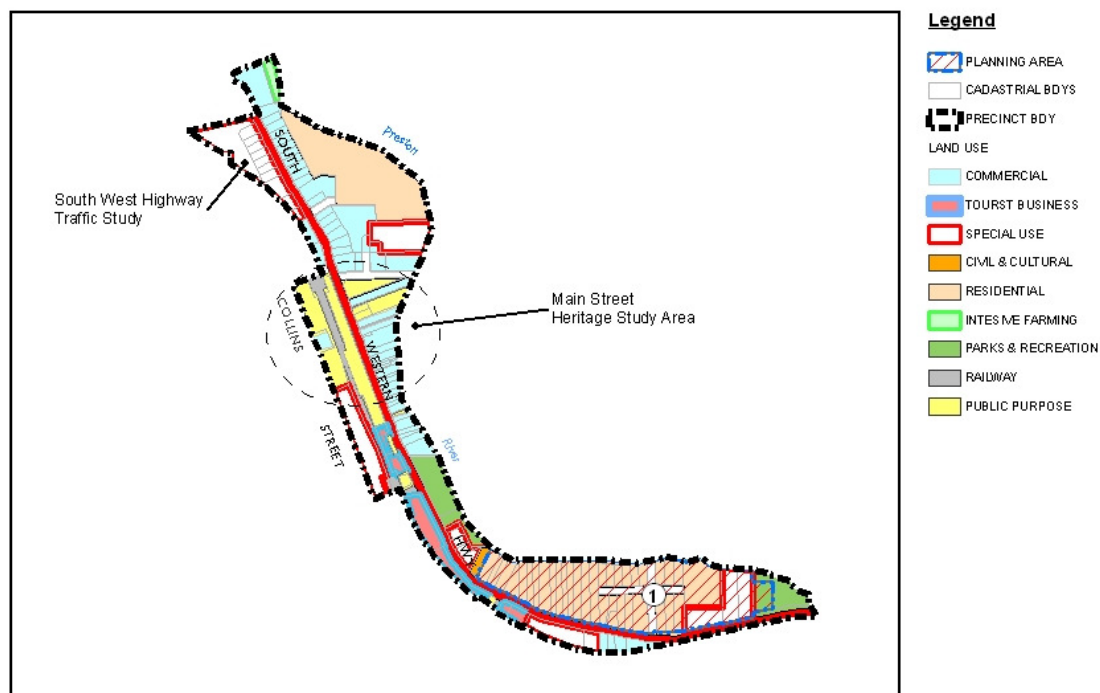 Legend
PLANNING AREA
CADASTRIAL BDYS
PRECINCT BDY
LAND USE
COMMERCIAL
TOURST BUSINESS
SPECIAL USE
CIVIL & CULTURAL
RESIDENTIAL
INTESIVE FARMING
PARKS & RECREATION
RAILWAY
PUBLIC PURPOSE
SOUTH
Preston
South West Highway
Traffic Study
Main Street
Heritage Study Area
COLLINS
WESTERN
STREET
River
HWY
1